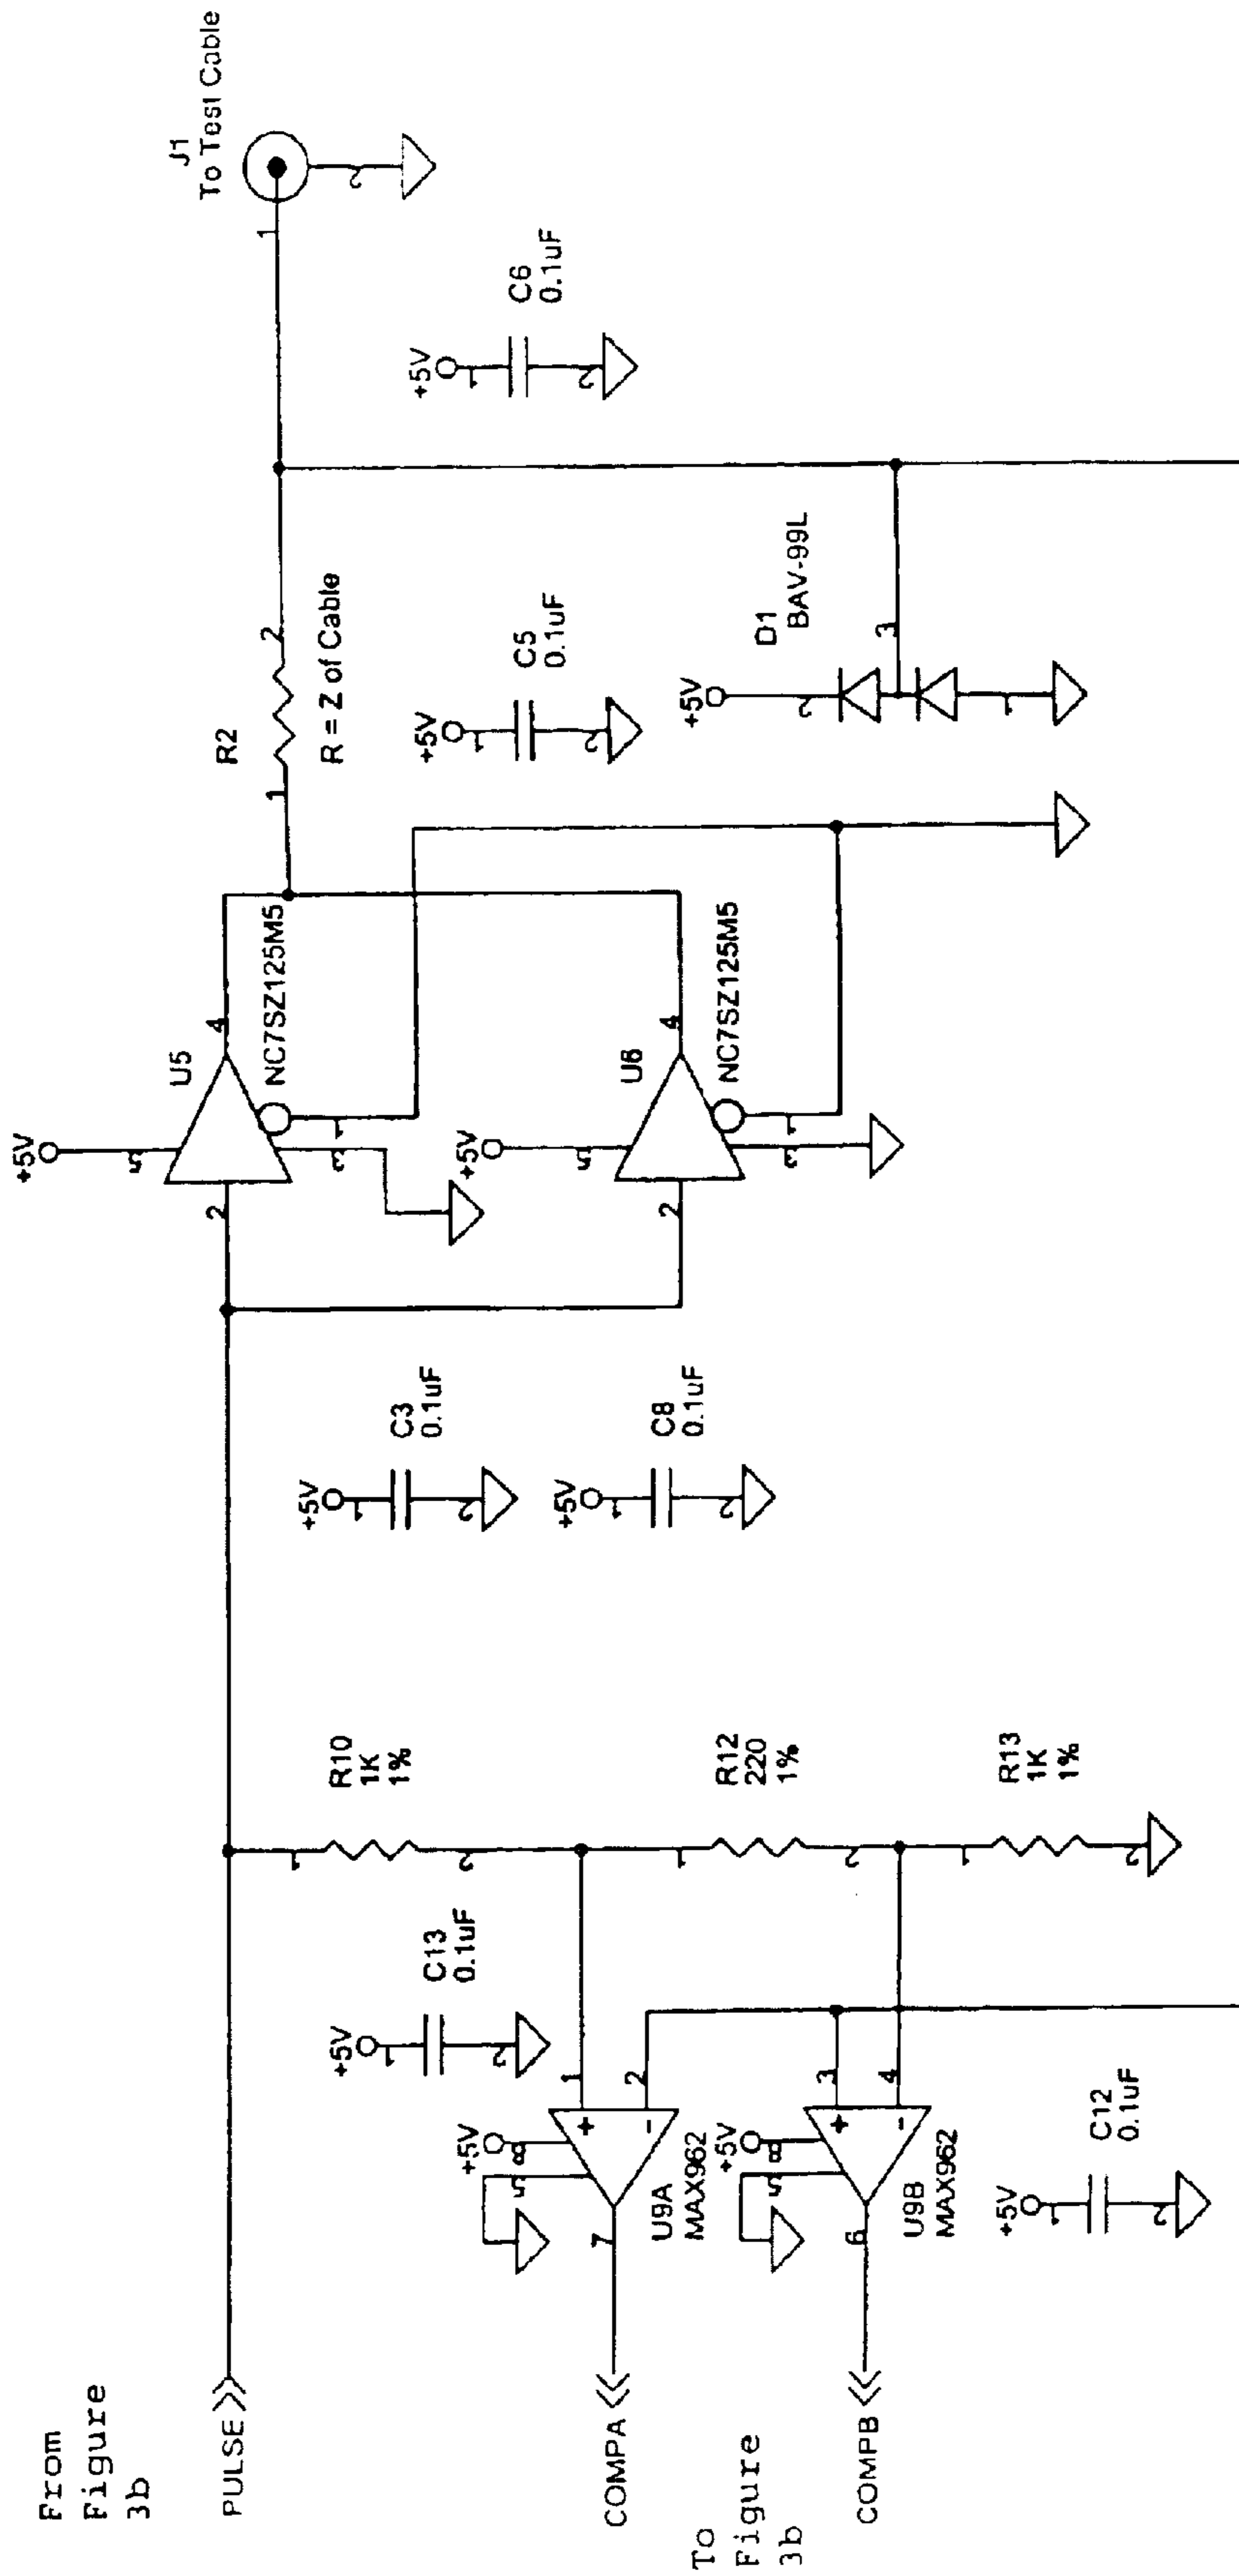 From
Figure
3b
PULSE
COMPA
To
Figure
3b
COMPB
+5V
5
U5
2
4
NC7SZ125M5
1
3
+5V
5
U6
2
4
NC7SZ125M5
1
3
R2
1
2
R = Z of Cable
J1
To Test Cable
1
2
+5V
1
C6
0.1uF
2
+5V
1
C5
0.1uF
2
D1
BAV-99L
+5V
2
3
1
+5V
1
C3
0.1uF
2
+5V
1
C8
0.1uF
2
R10
1K
1%
1
2
R12
220
1%
1
2
R13
1K
1%
1
2
+5V
1
C13
0.1uF
2
+5V
8
5
1
+
2
-
7
U9A
MAX962
+5V
8
5
3
+
4
-
6
U9B
MAX962
+5V
1
C12
0.1uF
2